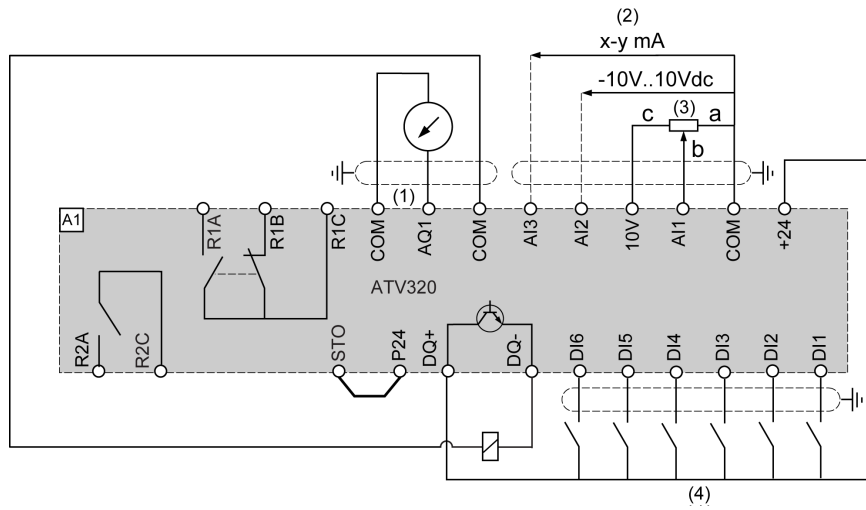 (2)
x-y mA
-10V..10Vdc
c (3) a
b
(1)
A1
R1A R1B R1C COM AQ1 COM AI3 AI2 10V AI1 COM +24
ATV320
R2A R2C STO P24 DQ+ DQ- DI6 DI5 DI4 DI3 DI2 DI1
(4)